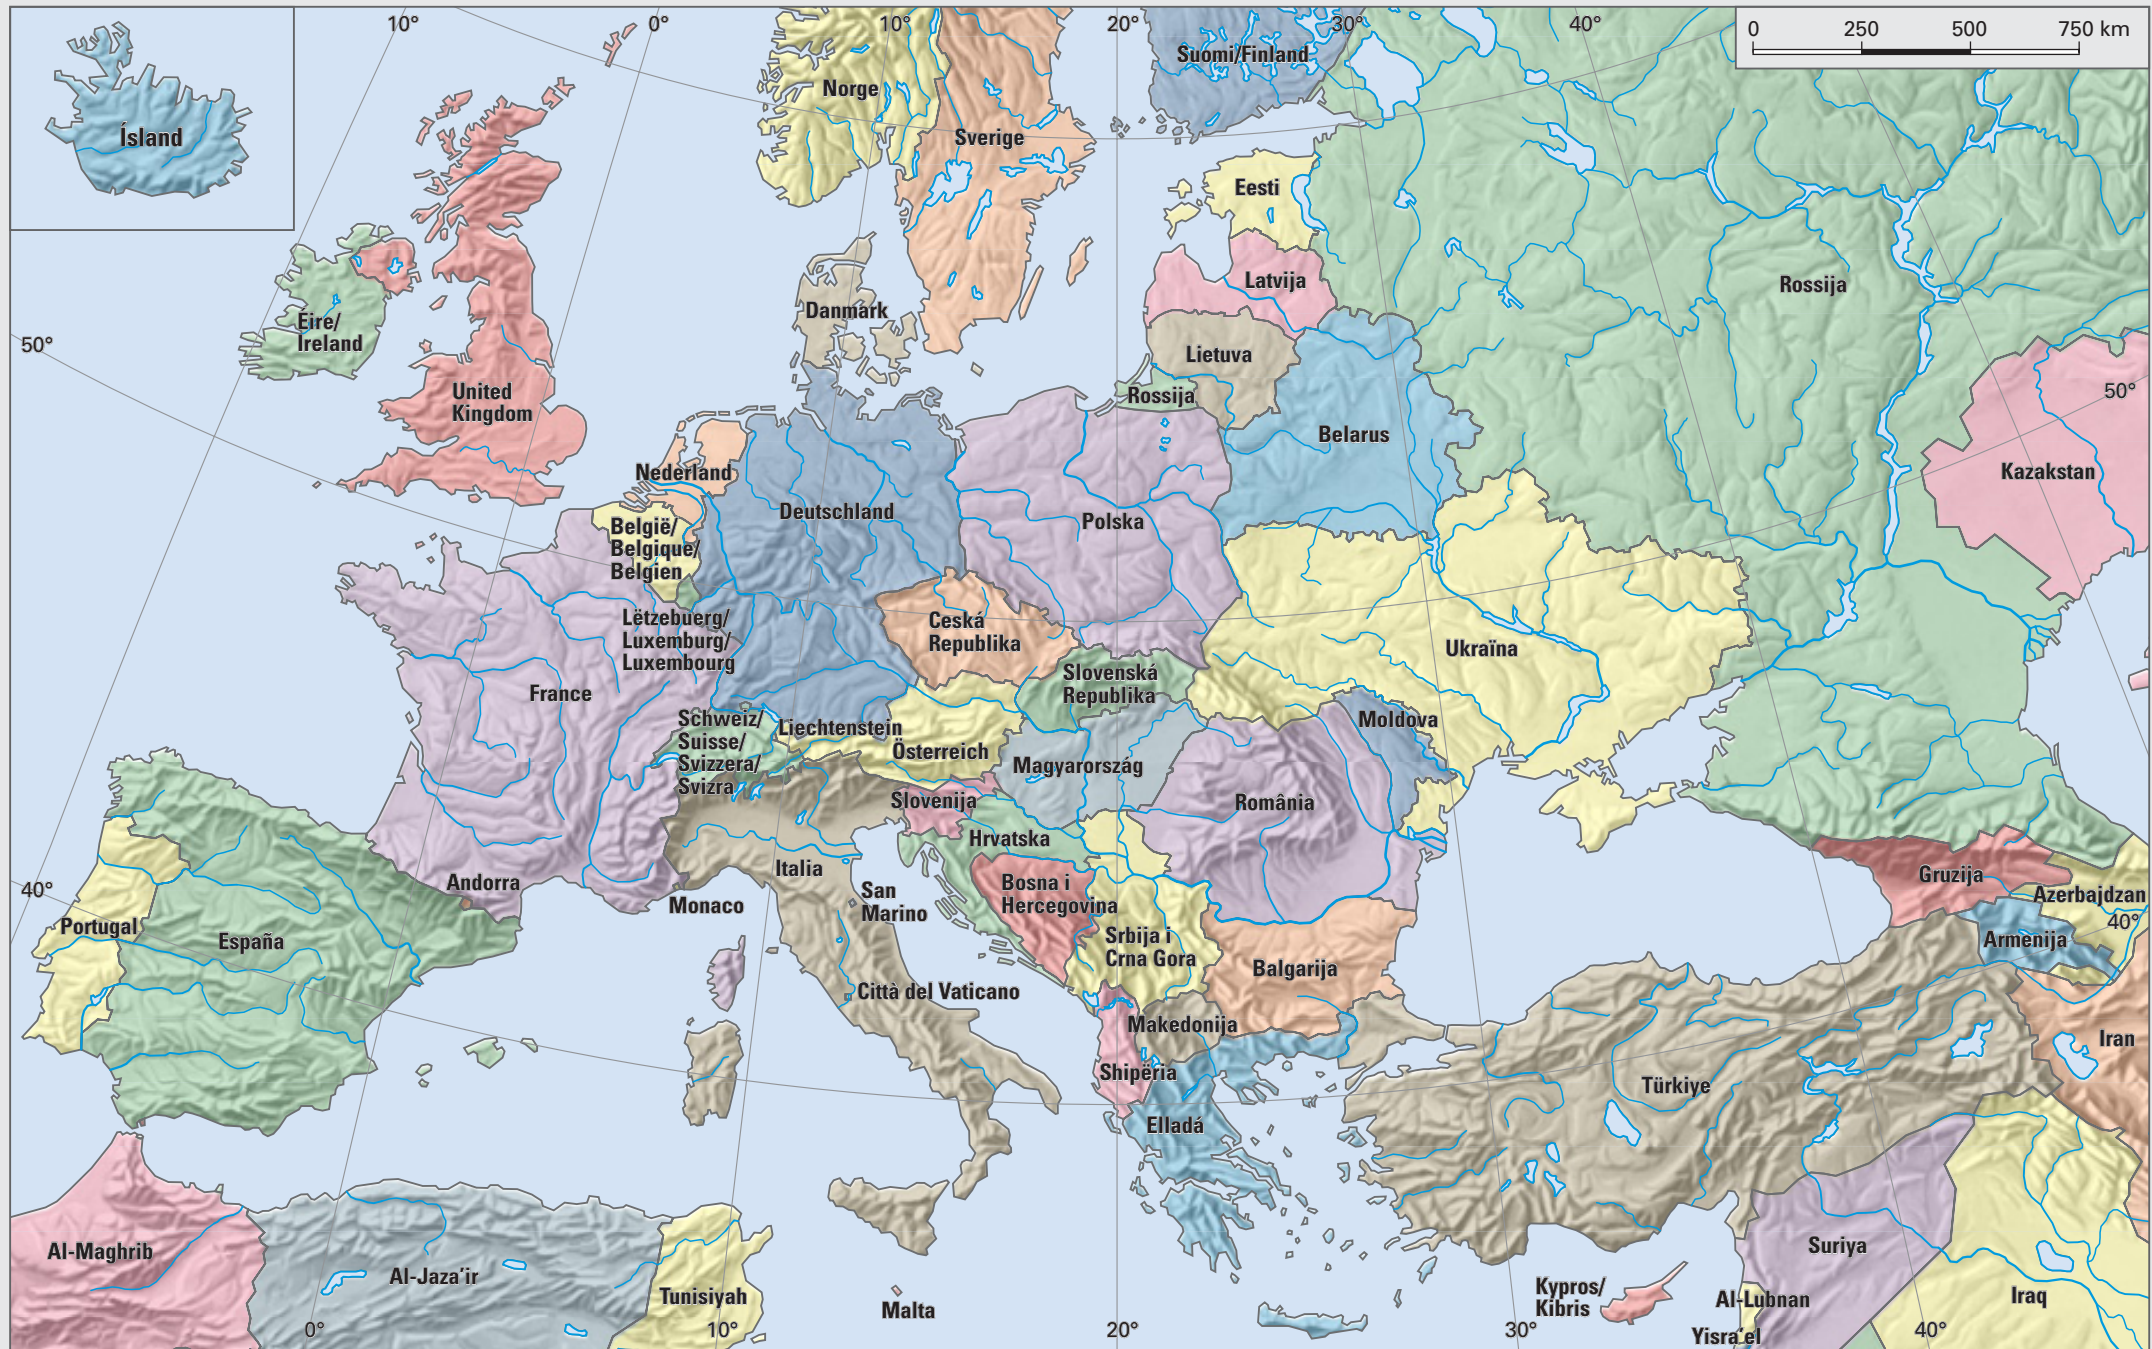 10°
0°
10°
20°
30°
40°
0
250
500
750 km
Ísland
Norge
Suomi/Finland
Sverige
Eesti
Latvija
Rossija
Éire/
Ireland
Danmark
50°
Lietuva
United
Kingdom
Rossija
50°
Belarus
Nederland
Kazakstan
Deutschland
Polska
België/
Belgique/
Belgien
Lëtzebuerg/
Luxemburg/
Luxembourg
Ceská
Republika
Ukraïna
France
Slovenská
Republika
Schweiz/
Suisse/
Svizzera/
Svizra
Liechtenstein
Moldova
Österreich
Magyarország
Slovenija
România
Hrvatska
Italia
Gruzija
40°
Andorra
Monaco
San
Marino
Bosna i
Hercegovina
Azerbajdzan
40°
Portugal
España
Srbija i
Crna Gora
Armenija
Balgarija
Città del Vaticano
Makedonija
Iran
Shipëria
Türkiye
Elladá
Al-Maghrib
Al-Jaza'ir
Suriya
Tunisiyah
Malta
Kypros/
Kibris
Al-Lubnan
Iraq
Yisra'el
0°
10°
20°
30°
40°